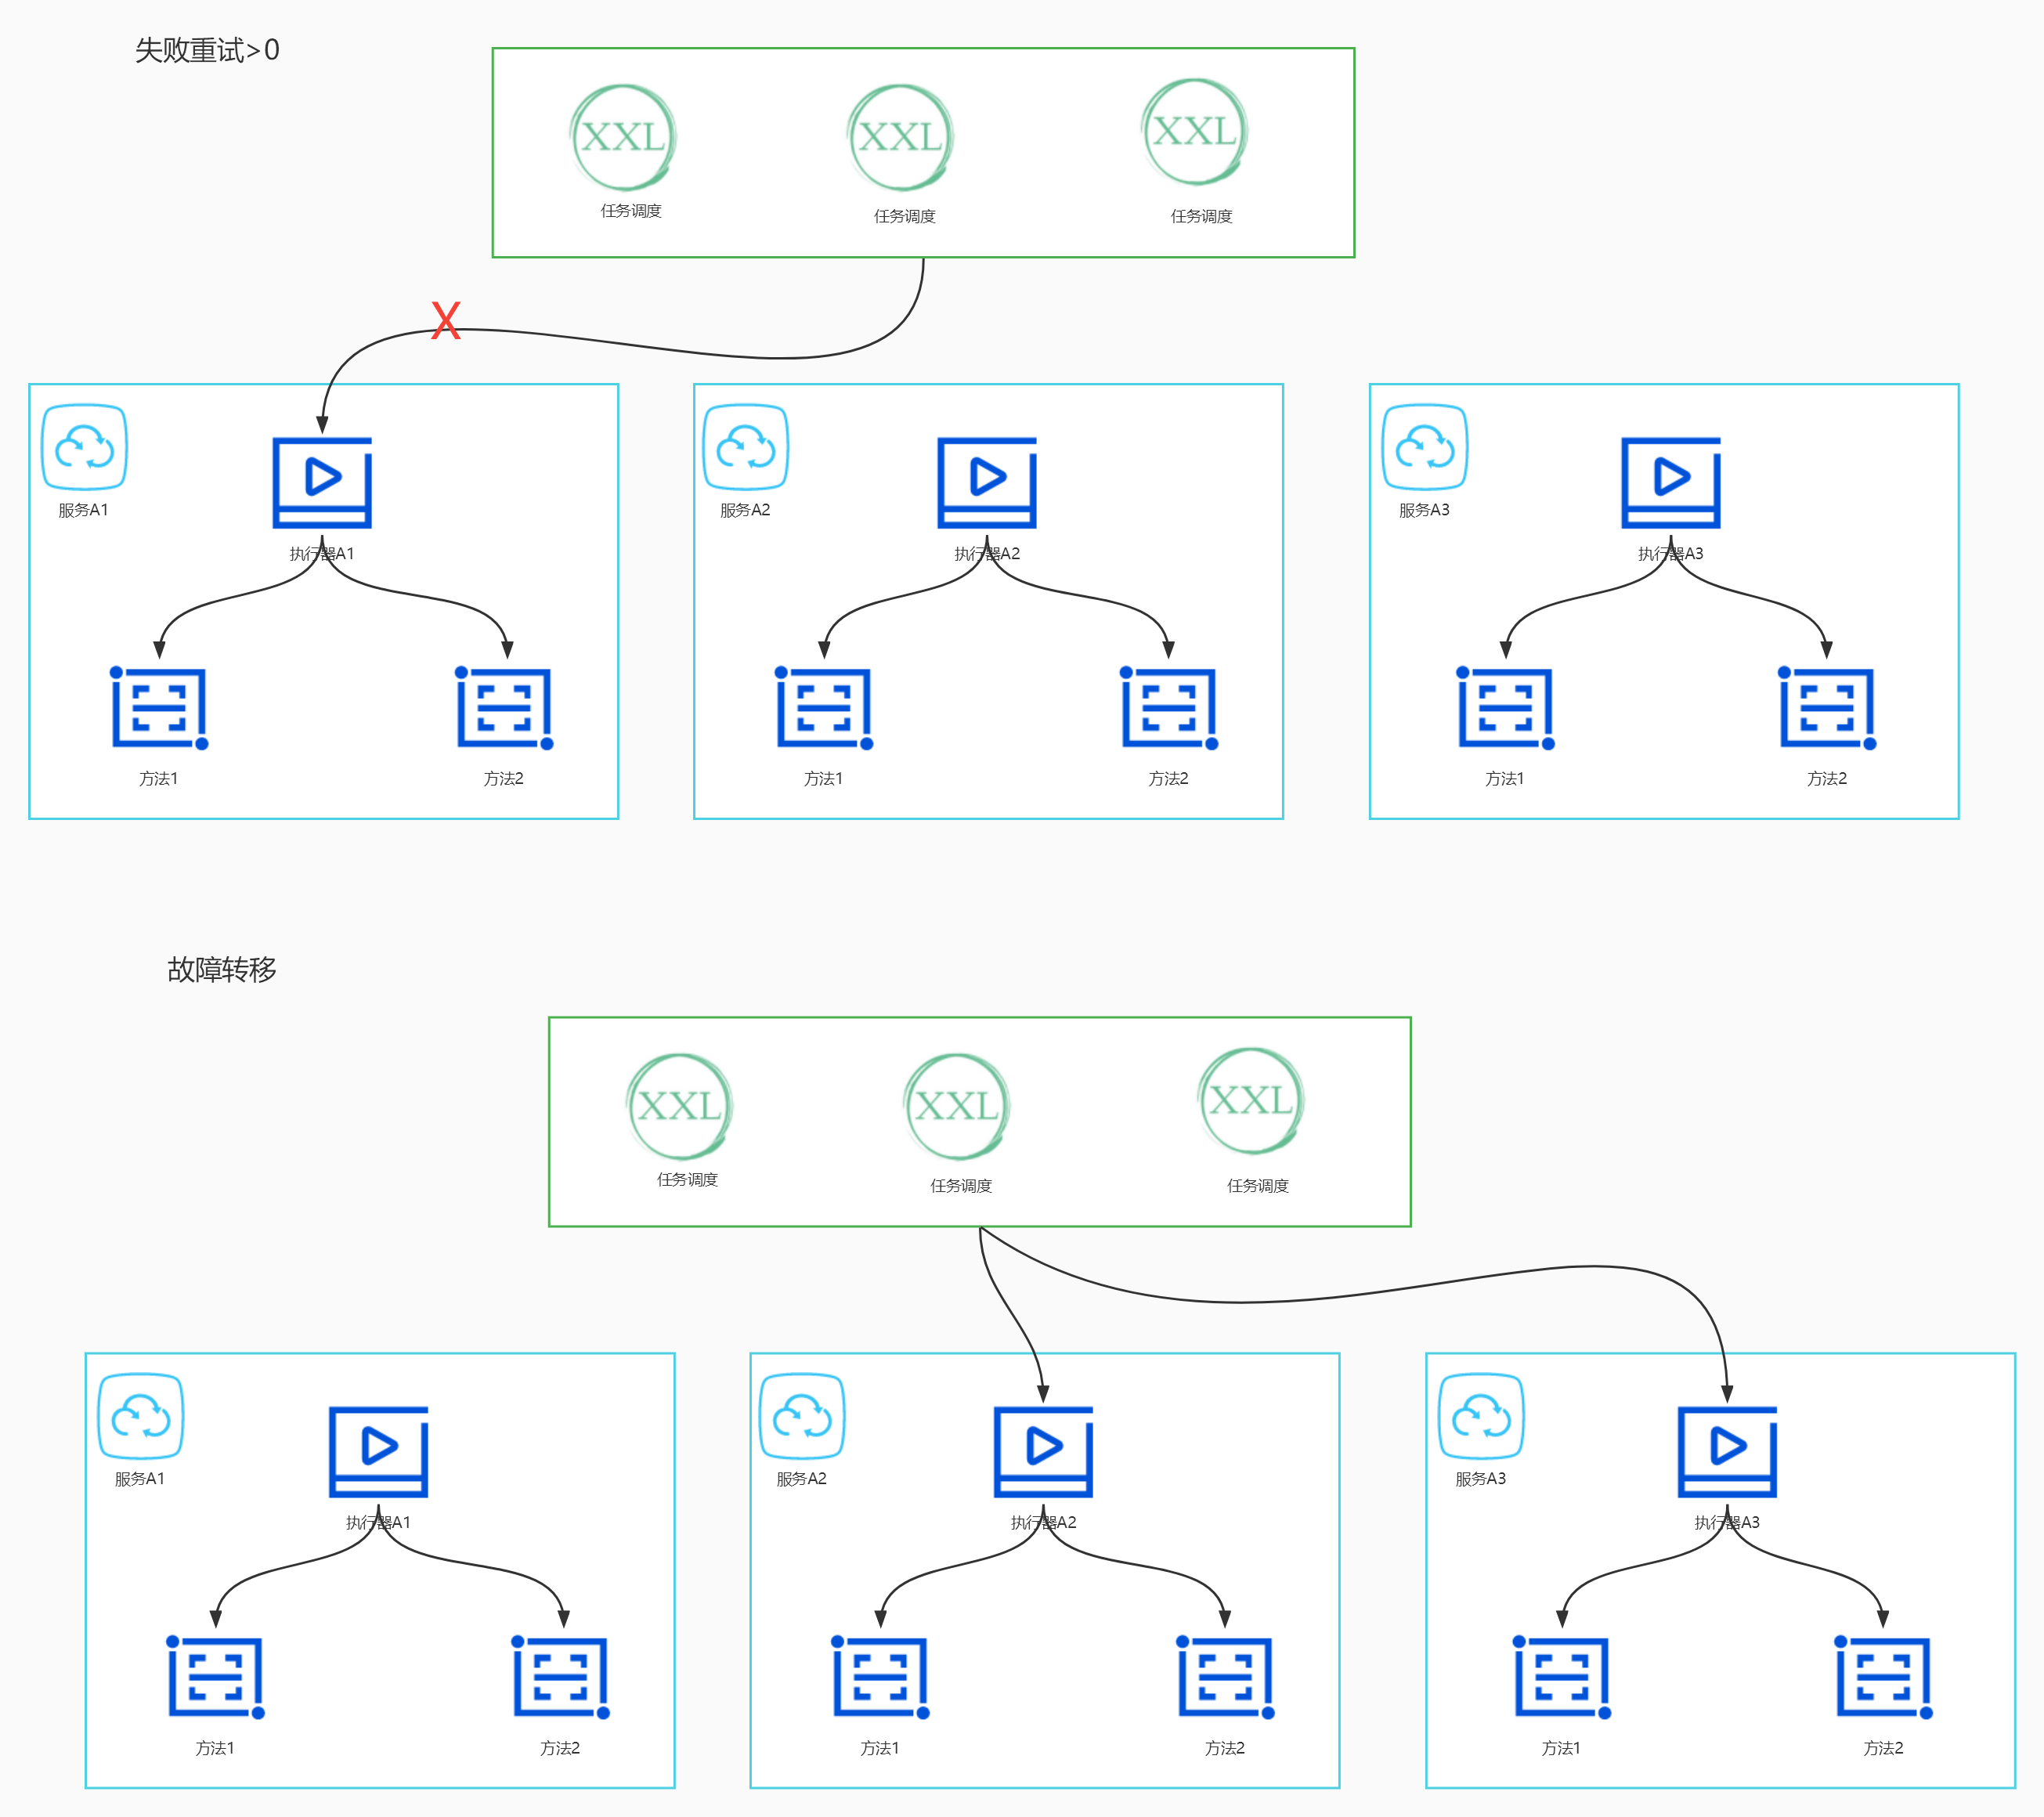 失败重试>0
XXL
XXL
XXL
任务调度
任务调度
任务调度
X
服务A1
服务A2
服务A3
执行器A1
执行器A2
执行器A3
方法1
方法2
方法1
方法2
方法1
方法2
故障转移
XXL
XXL
XXL
任务调度
任务调度
任务调度
服务A1
服务A2
服务A3
执行器A1
执行器A2
执行器A3
方法1
方法2
方法1
方法2
方法1
方法2